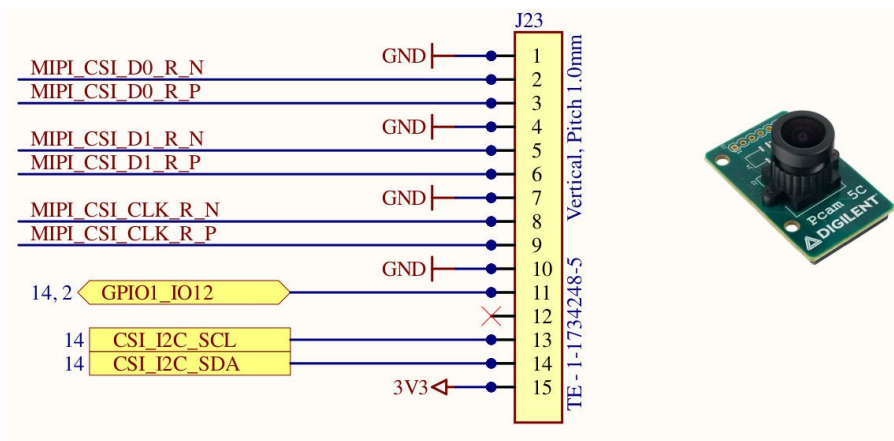 J23
GND 1
MIPI_CSI_D0_R_N 2
MIPI_CSI_D0_R_P 3
GND 4
MIPI_CSI_D1_R_N 5
MIPI_CSI_D1_R_P 6
GND 7
MIPI_CSI_CLK_R_N 8
MIPI_CSI_CLK_R_P 9
GND 10
14, 2 GPIO1_IO12 11
12
14 CSI_I2C_SCL 13
14 CSI_I2C_SDA 14
3V3 15
TE - 1-1734248-5
Vertical, Pitch 1.0mm
Pcam 5C
DIGILENT